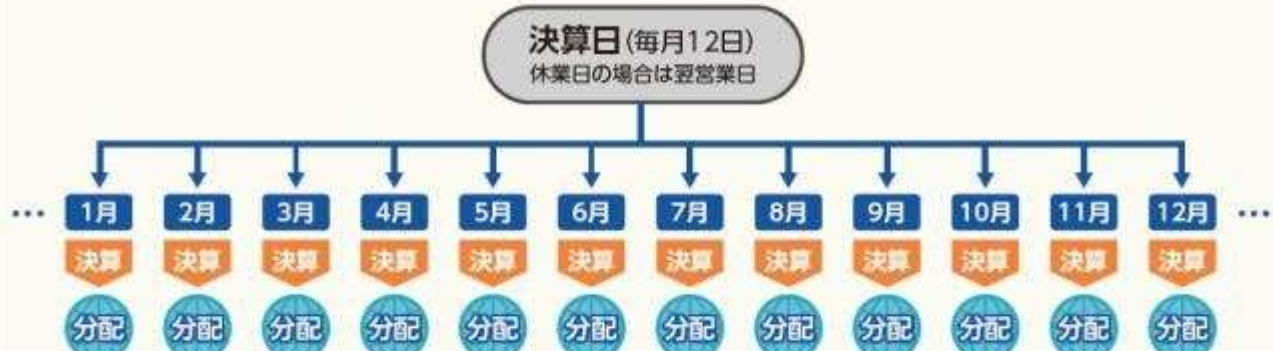 決算日(毎月12日)
休業日の場合は翌営業日
… 1月 2月 3月 4月 5月 6月 7月 8月 9月 10月 11月 12月 …
決算 決算 決算 決算 決算 決算 決算 決算 決算 決算 決算 決算
分配 分配 分配 分配 分配 分配 分配 分配 分配 分配 分配 分配